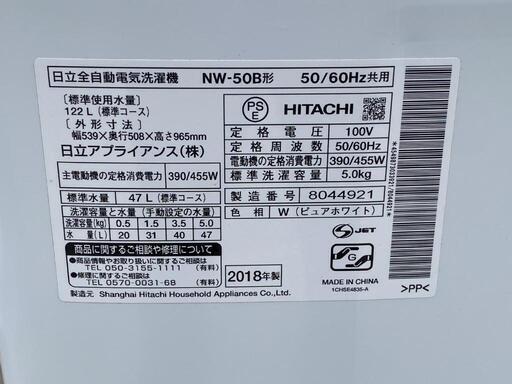 日立全自動電気洗濯機 NW-50B形 50/60Hz共用
〔標準使用水量〕
122 L（標準コース）
〔外形寸法〕
幅539×奥行508×高さ965mm
日立アプライアンス（株）
主電動機の定格消費電力 390/455W
標準水量 47 L（標準コース）
洗濯容量と水量（手動設定の水量）
洗濯容量(kg) 0.5 1.5 3.5 5.0
水量(L) 20 31 40 47
商品に関するご相談や修理について
商品の内容や お取り扱いに関するご相談
TEL 050-3155-1111 （有料）
修理に関するご相談
TEL 0570-0031-68 （有料）
製造元 Shanghai Hitachi Household Appliances Co., Ltd.
PS
E
HITACHI
定格電圧 100V
定格周波数 50/60Hz
電動機の定格消費電力 390/455W
標準洗濯容量 5.0kg
製造番号 8044921
色柄 W（ピュアホワイト）
2018年製
S JET
G
MADE IN CHINA
1CHSE4835-A
>PP<